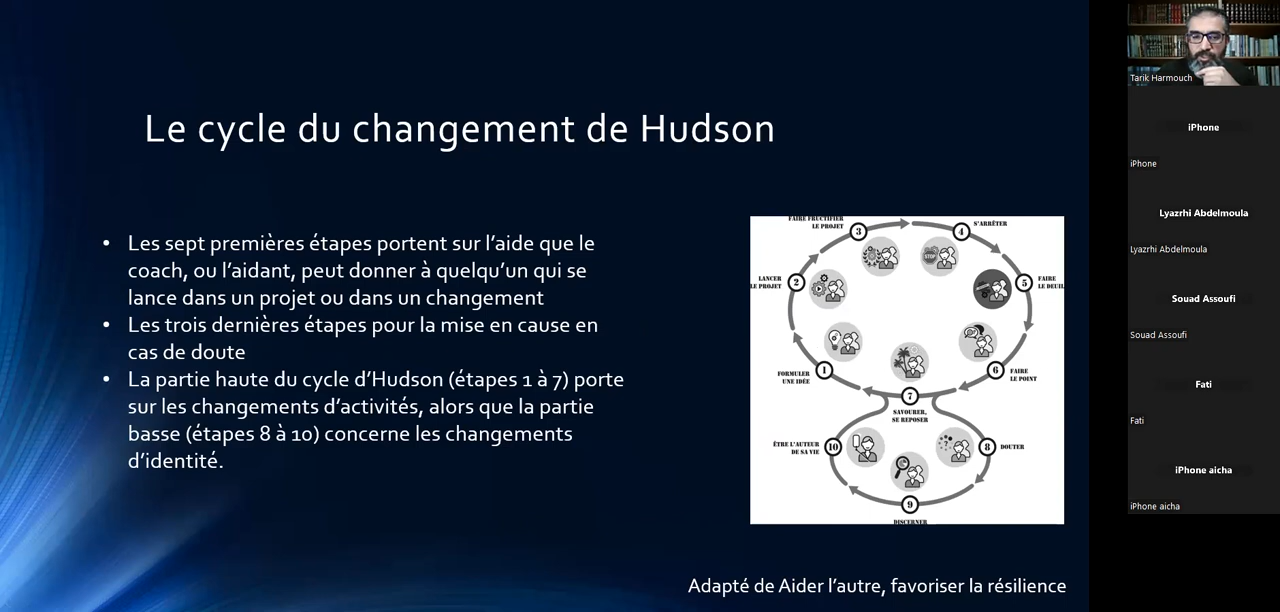 Le cycle du changement de Hudson
• Les sept premières étapes portent sur l’aide que le
coach, ou l’aidant, peut donner à quelqu’un qui se
lance dans un projet ou dans un changement
• Les trois dernières étapes pour la mise en cause en
cas de doute
• La partie haute du cycle d’Hudson (étapes 1 à 7) porte
sur les changements d’activités, alors que la partie
basse (étapes 8 à 10) concerne les changements
d’identité.
FAIRE FRUCTIFIER
LE PROJET
3
4
S’ARRÊTER
STOP
LANCER
LE PROJET
2
5
FAIRE
LE DEUIL
FORMULER
UNE IDÉE
1
6
FAIRE
LE POINT
7
SAVOURER,
SE REPOSER
ÊTRE L’AUTEUR
DE SA VIE
10
?
8
DOUTER
9
DISCERNER
Adapté de Aider l’autre, favoriser la résilience
Tarik Harmouch
iPhone
iPhone
Lyazrhi Abdelmoula
Lyazrhi Abdelmoula
Souad Assoufi
Souad Assoufi
Fati
Fati
iPhone aicha
iPhone aicha